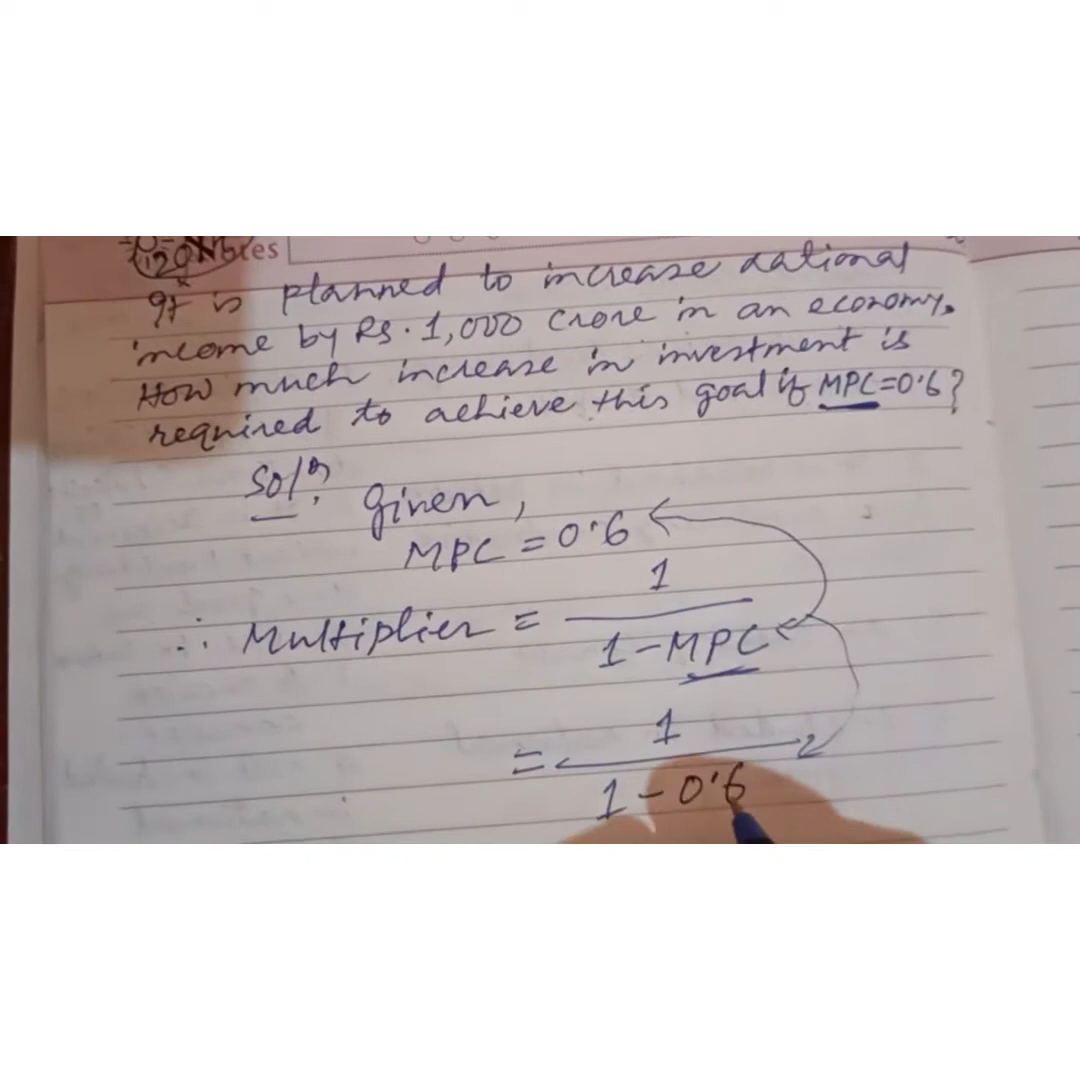 Notes
It is planned to increase national
income by Rs. 1,000 crore in an economy.
How much increase in investment is
required to achieve this goal if MPC=0.6?
Solⁿ. Given,
MPC = 0.6
∴ Multiplier = 1
1-MPC
= 1
1-0.6